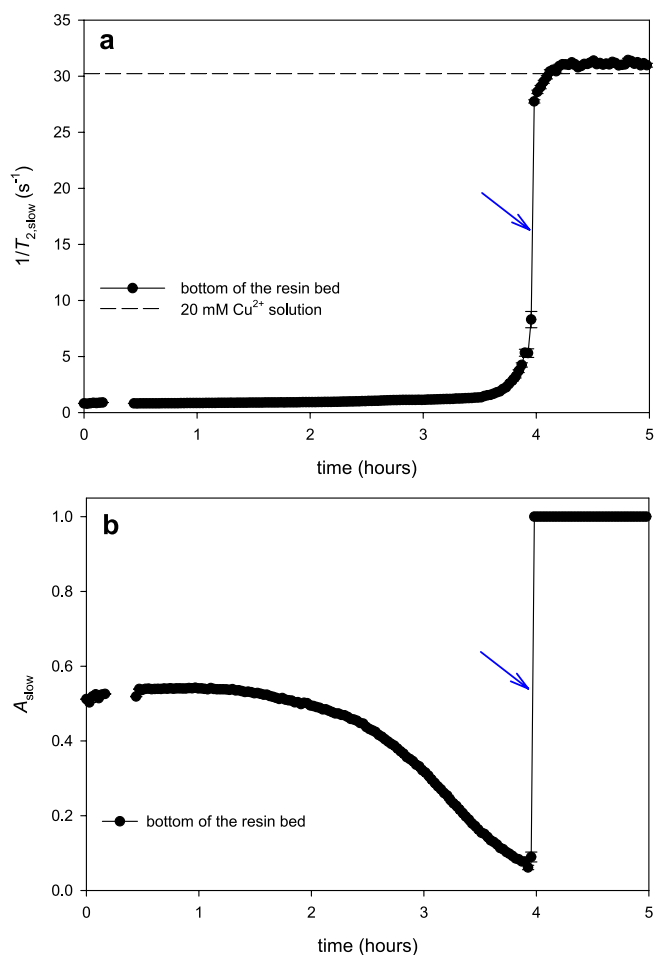 a
35
30
25
20
15
10
5
0
1/T2,slow (s-1)
bottom of the resin bed
20 mM Cu2+ solution
0 1 2 3 4 5
time (hours)
b
1.0
0.8
0.6
0.4
0.2
0.0
Aslow
bottom of the resin bed
0 1 2 3 4 5
time (hours)